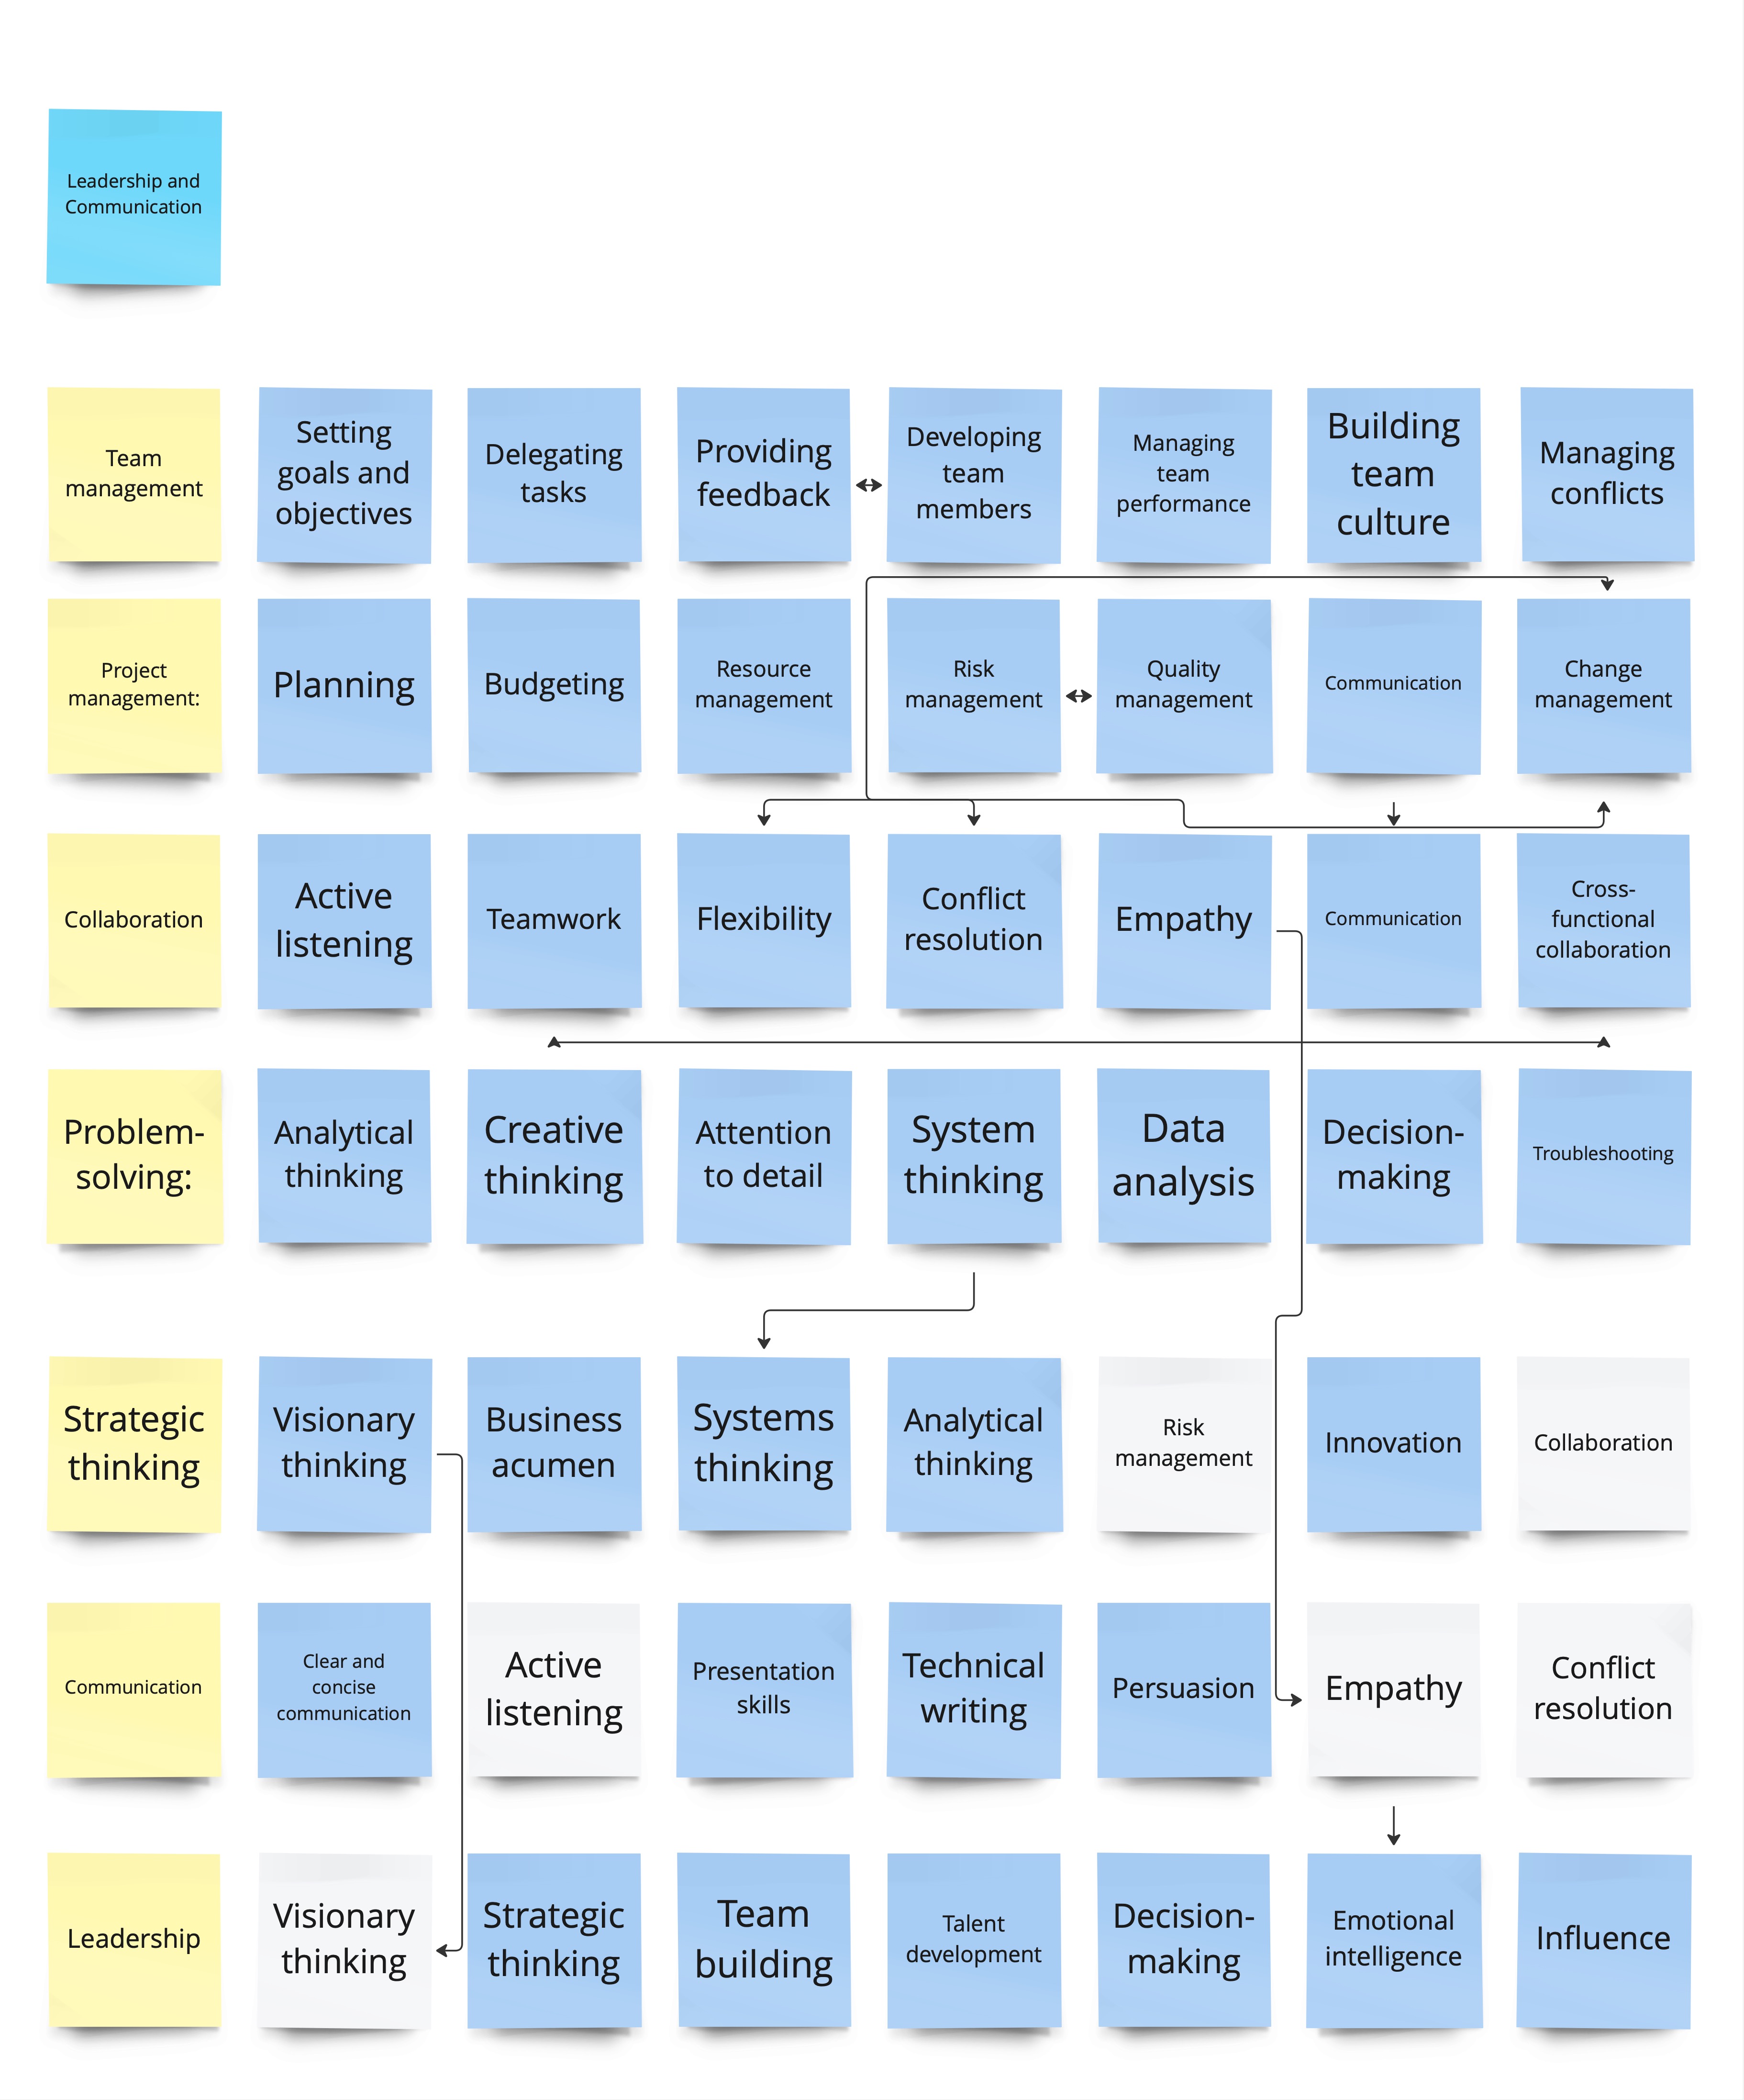 Leadership and
Communication
Team
management
Setting
goals and
objectives
Delegating
tasks
Providing
feedback
Developing
team
members
Managing
team
performance
Building
team
culture
Managing
conflicts
Project
management:
Planning
Budgeting
Resource
management
Risk
management
Quality
management
Communication
Change
management
Collaboration
Active
listening
Teamwork
Flexibility
Conflict
resolution
Empathy
Communication
Cross-
functional
collaboration
Problem-
solving:
Analytical
thinking
Creative
thinking
Attention
to detail
System
thinking
Data
analysis
Decision-
making
Troubleshooting
Strategic
thinking
Visionary
thinking
Business
acumen
Systems
thinking
Analytical
thinking
Risk
management
Innovation
Collaboration
Communication
Clear and
concise
communication
Active
listening
Presentation
skills
Technical
writing
Persuasion
Empathy
Conflict
resolution
Leadership
Visionary
thinking
Strategic
thinking
Team
building
Talent
development
Decision-
making
Emotional
intelligence
Influence